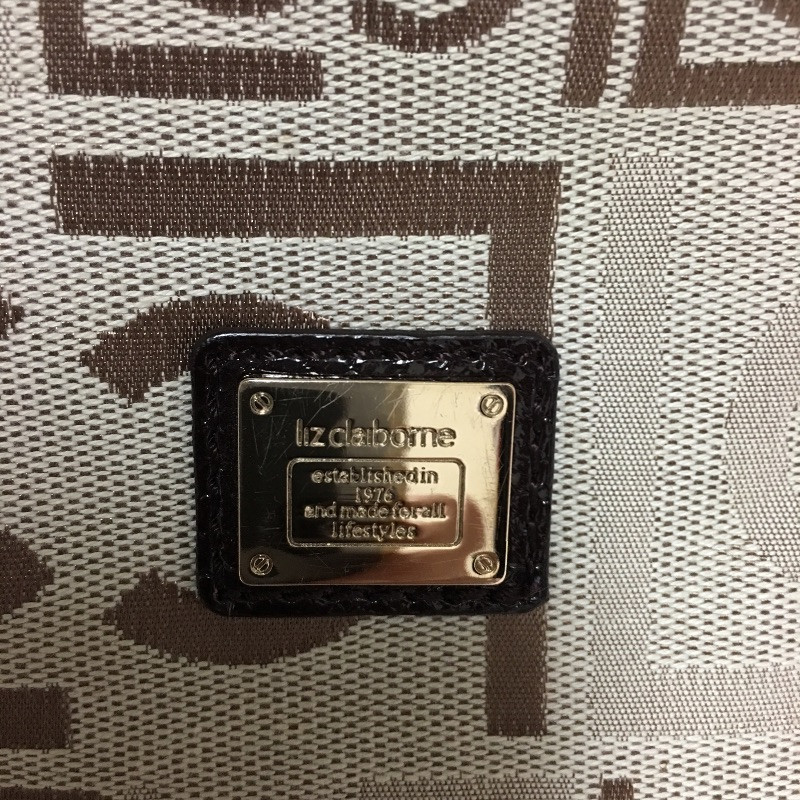 liz claiborne
established in
1976
and made for all
lifestyles